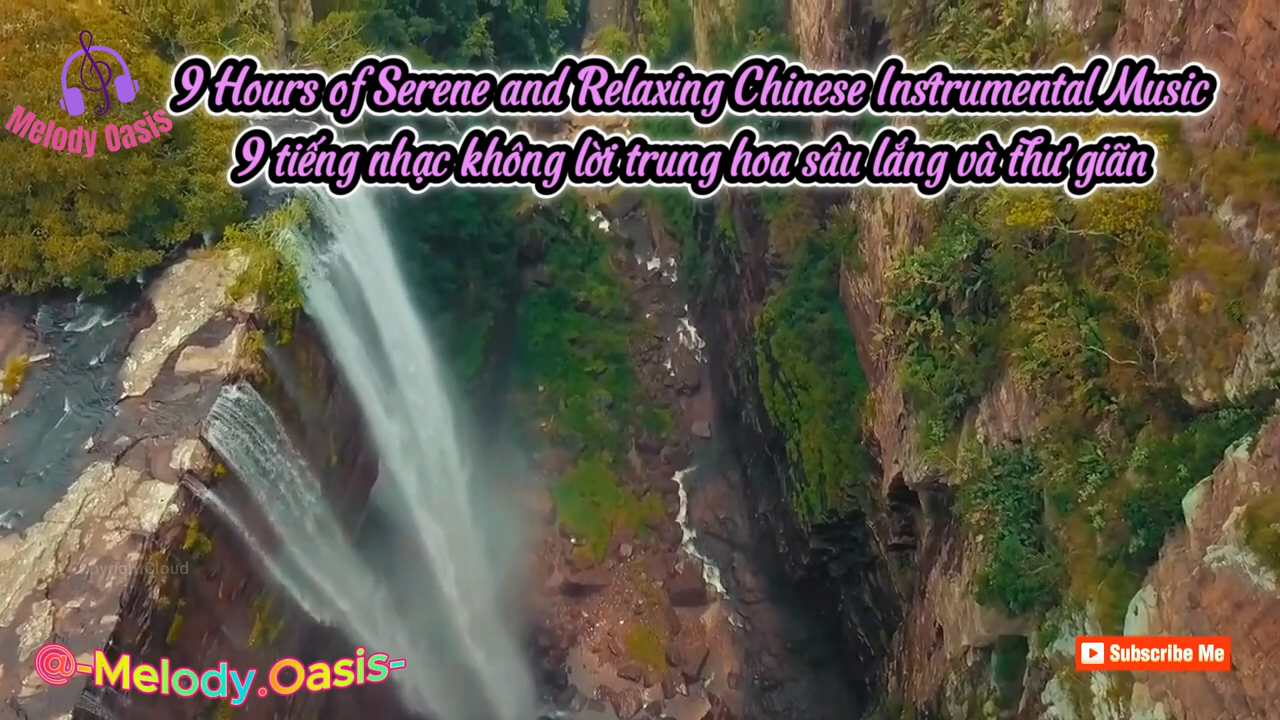 9 Hours of Serene and Relaxing Chinese Instrumental Music
9 tiếng nhạc không lời trung hoa sâu lắng và thư giãn
Melody Oasis
@-Melody.Oasis-
Subscribe Me